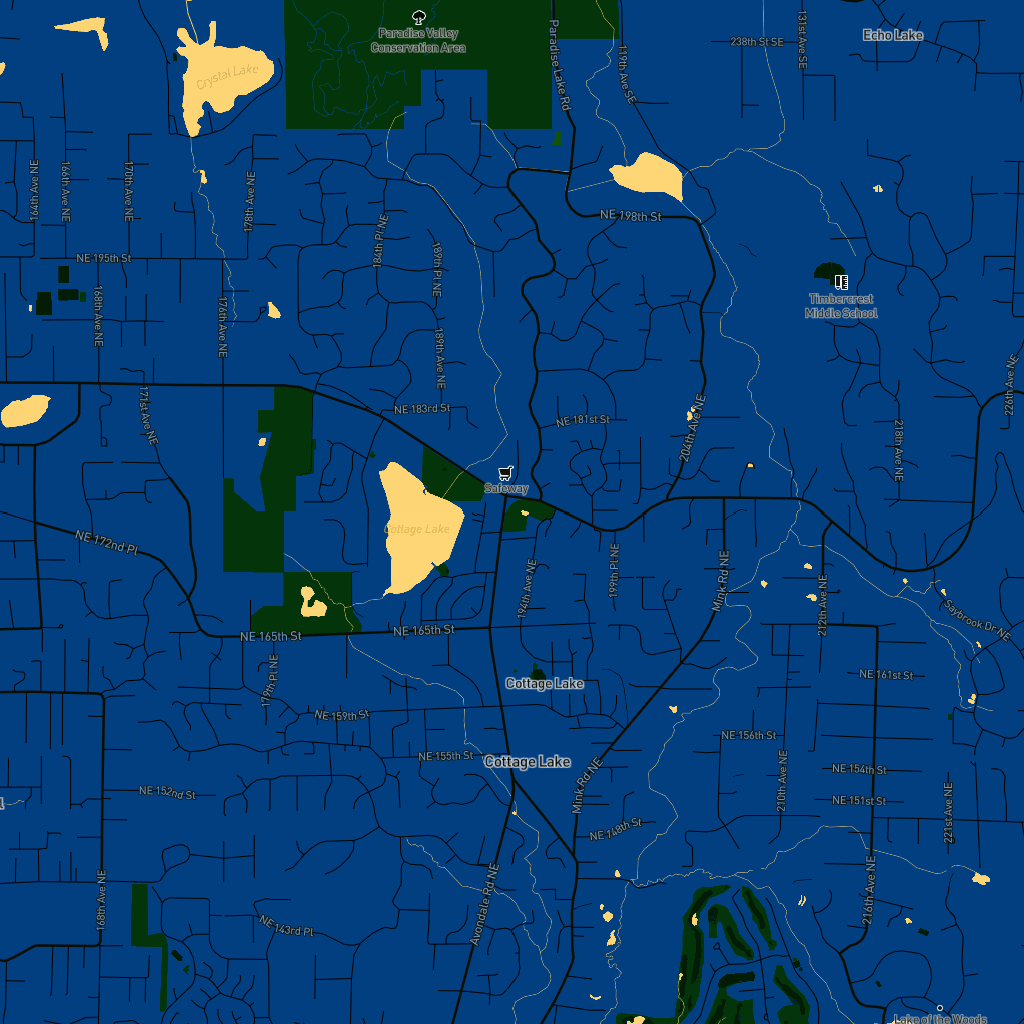 Paradise Valley
Conservation Area
Echo Lake
238th St SE
131st Ave SE
119th Ave SE
Paradise Lake Rd
Crystal Lake
164th Ave NE
166th Ave NE
170th Ave NE
178th Ave NE
184th Pl NE
189th Pl NE
NE 198th St
NE 195th St
168th Ave NE
176th Ave NE
189th Ave NE
Timbercrest
Middle School
226th Ave NE
171st Ave NE
NE 183rd St
NE 181st St
204th Ave NE
218th Ave NE
Safeway
Cottage Lake
NE 172nd Pl
194th Ave NE
199th Pl NE
Mink Rd NE
212th Ave NE
Saybrook Dr NE
NE 165th St
NE 165th St
179th Pl NE
Cottage Lake
NE 161st St
NE 159th St
NE 156th St
NE 155th St
Cottage Lake
NE 154th St
210th Ave NE
Mink Rd NE
NE 152nd St
NE 151st St
221st Ave NE
NE 148th St
168th Ave NE
Avondale Rd NE
216th Ave NE
NE 143rd Pl
Lake of the Woods